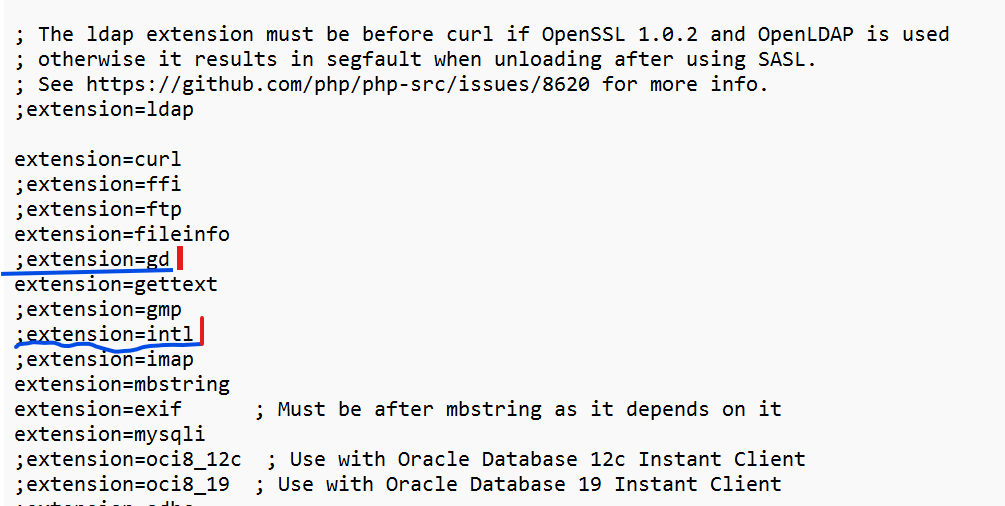 ; The ldap extension must be before curl if OpenSSL 1.0.2 and OpenLDAP is used
; otherwise it results in segfault when unloading after using SASL.
; See https://github.com/php/php-src/issues/8620 for more info.
;extension=ldap
extension=curl
;extension=ffi
;extension=ftp
extension=fileinfo
;extension=gd
extension=gettext
;extension=gmp
;extension=intl
;extension=imap
extension=mbstring
extension=exif      ; Must be after mbstring as it depends on it
extension=mysqli
;extension=oci8_12c  ; Use with Oracle Database 12c Instant Client
;extension=oci8_19  ; Use with Oracle Database 19 Instant Client